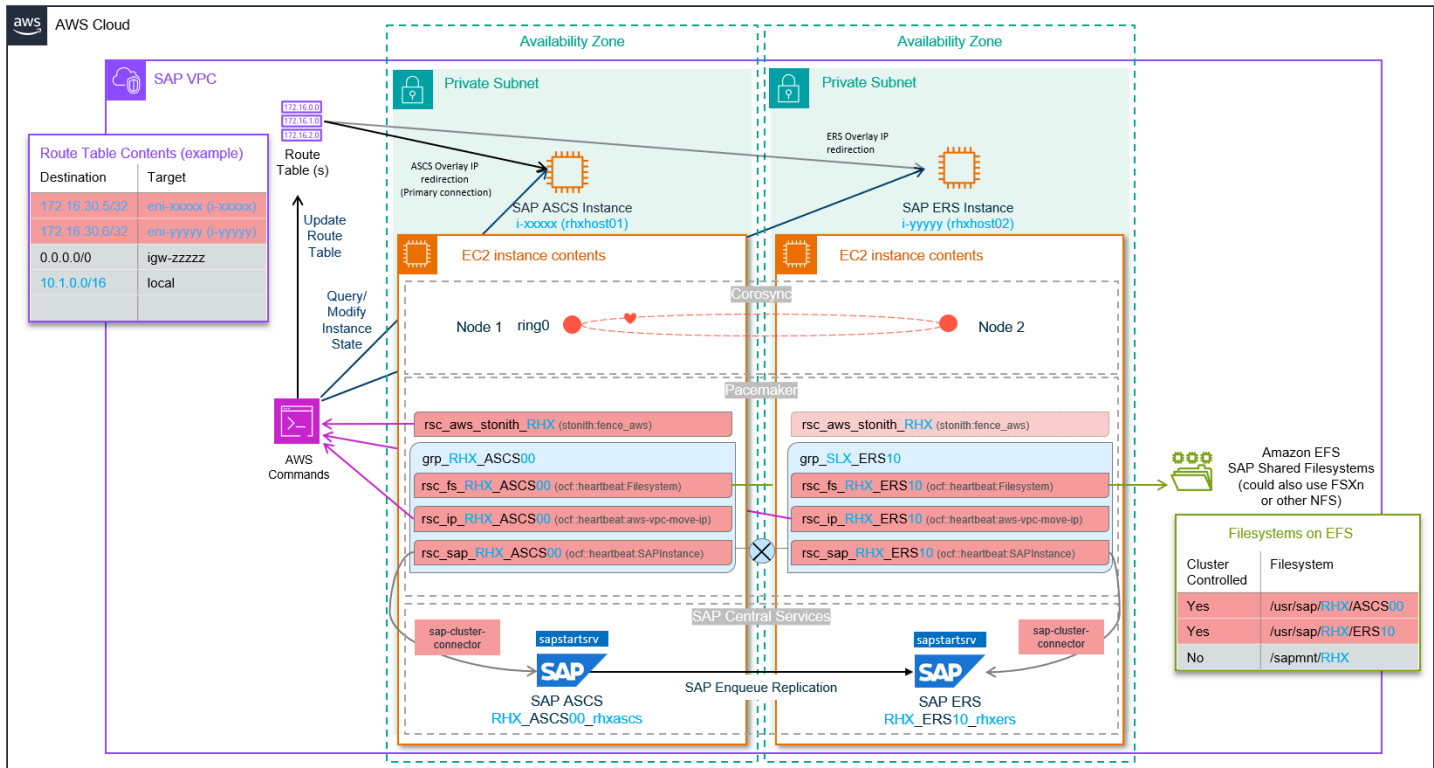 aws
AWS Cloud
Availability Zone
Availability Zone
SAP VPC
Private Subnet
Private Subnet
172.16.0.0
172.16.1.0
172.16.2.0
Route
Table (s)
Route Table Contents (example)
Destination Target
172.16.30.5/32 eni-xxxxx (i-xxxxx)
172.16.30.6/32 eni-yyyyy (i-yyyyy)
0.0.0.0/0 igw-zzzzz
10.1.0.0/16 local
ASCS Overlay IP
redirection
(Primary connection)
ERS Overlay IP
redirection
SAP ASCS Instance
i-xxxxx (rhxhost01)
SAP ERS Instance
i-yyyyy (rhxhost02)
Update
Route
Table
Query/
Modify
Instance
State
AWS
Commands
EC2 instance contents
EC2 instance contents
Corosync
Node 1 ring0
Node 2
Pacemaker
rsc_aws_stonith_RHX (stonith:fence_aws)
rsc_aws_stonith_RHX (stonith:fence_aws)
grp_RHX_ASCS00
grp_SLX_ERS10
rsc_fs_RHX_ASCS00 (ocf::heartbeat:Filesystem)
rsc_fs_RHX_ERS10 (ocf::heartbeat:Filesystem)
rsc_ip_RHX_ASCS00 (ocf::heartbeat:aws-vpc-move-ip)
rsc_ip_RHX_ERS10 (ocf::heartbeat:aws-vpc-move-ip)
rsc_sap_RHX_ASCS00 (ocf::heartbeat:SAPInstance)
rsc_sap_RHX_ERS10 (ocf::heartbeat:SAPInstance)
SAP Central Services
sap-cluster-
connector
sapstartsrv
SAP
SAP ASCS
RHX_ASCS00_rhxascs
SAP Enqueue Replication
sapstartsrv
SAP
SAP ERS
RHX_ERS10_rhxers
sap-cluster-
connector
Amazon EFS
SAP Shared Filesystems
(could also use FSXn
or other NFS)
Filesystems on EFS
Cluster
Controlled Filesystem
Yes /usr/sap/RHX/ASCS00
Yes /usr/sap/RHX/ERS10
No /sapmnt/RHX